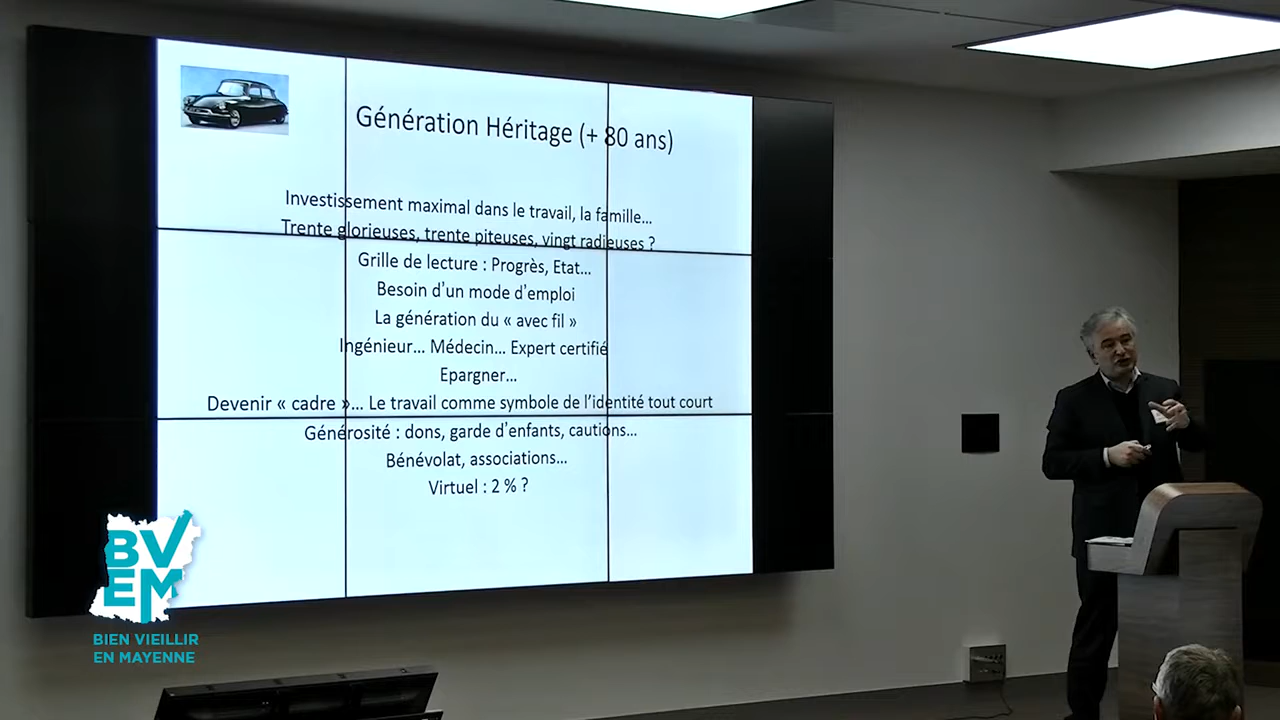 Génération Héritage (+ 80 ans)
Investissement maximal dans le travail, la famille...
Trente glorieuses, trente piteuses, vingt radieuses ?
Grille de lecture : Progrès, Etat...
Besoin d'un mode d'emploi
La génération du « avec fil »
Ingénieur... Médecin... Expert certifié
Epargner...
Devenir « cadre »... Le travail comme symbole de l'identité tout court
Générosité : dons, garde d'enfants, cautions...
Bénévolat, associations...
Virtuel : 2 % ?
BV
EM
BIEN VIEILLIR
EN MAYENNE